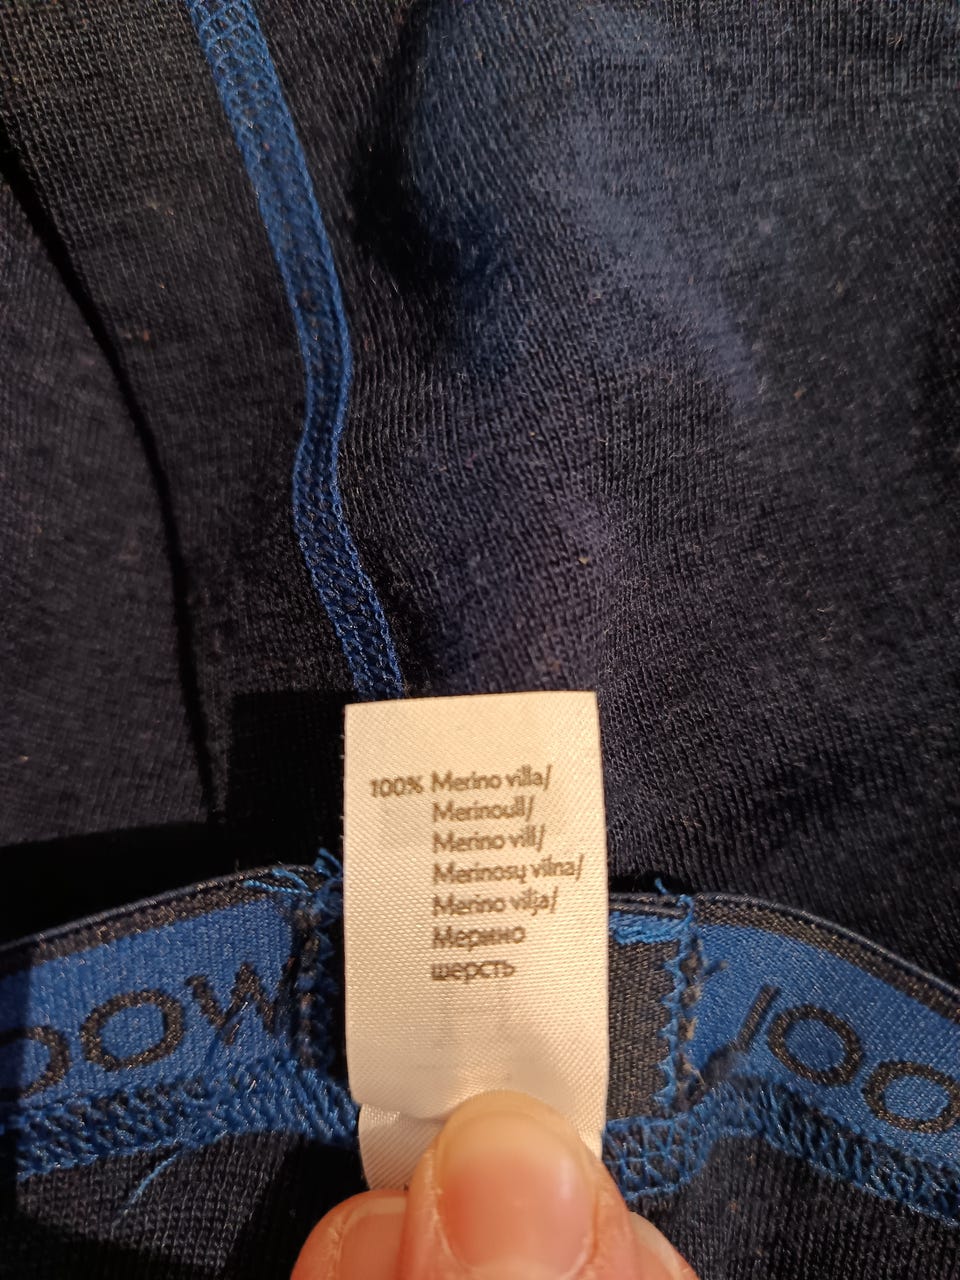 100% Merino villa/
Merinoull/
Merino vill/
Merinosų vilna/
Merino vilja/
Мерино
шерсть